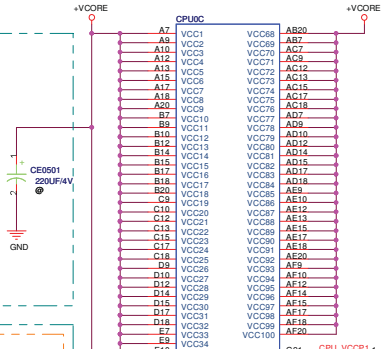 +VCORE +VCORE
CPU0C
A7 VCC1 VCC68 AB20
A9 VCC2 VCC69 AB7
A10 VCC3 VCC70 AC7
A12 VCC4 VCC71 AC9
A13 VCC5 VCC72 AC12
A15 VCC6 VCC73 AC13
A17 VCC7 VCC74 AC15
A18 VCC8 VCC75 AC17
A20 VCC9 VCC76 AC18
B7 VCC10 VCC77 AD7
B9 VCC11 VCC78 AD9
B10 VCC12 VCC79 AD10
B12 VCC13 VCC80 AD12
B14 VCC14 VCC81 AD14
B15 VCC15 VCC82 AD15
B17 VCC16 VCC83 AD17
B18 VCC17 VCC84 AD18
B20 VCC18 VCC85 AE9
C9 VCC19 VCC86 AE10
C10 VCC20 VCC87 AE12
C12 VCC21 VCC88 AE13
C13 VCC22 VCC89 AE15
C15 VCC23 VCC90 AE17
C17 VCC24 VCC91 AE18
C18 VCC25 VCC92 AE20
D9 VCC26 VCC93 AF9
D10 VCC27 VCC94 AF10
D12 VCC28 VCC95 AF12
D14 VCC29 VCC96 AF14
D15 VCC30 VCC97 AF15
D17 VCC31 VCC98 AF17
D18 VCC32 VCC99 AF18
E7 VCC33 VCC100 AF20
E9 VCC34
1
+
CE0501
220UF/4V
@
2
GND
CPU_VCCP1